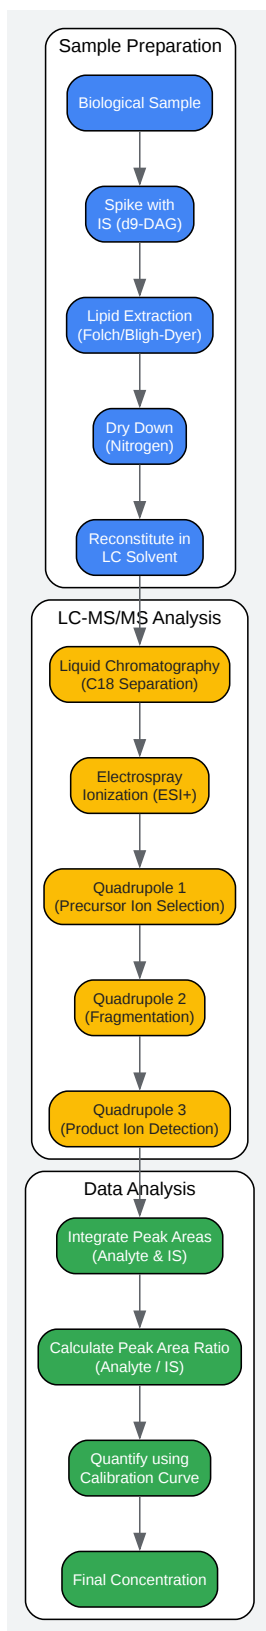 Sample Preparation
Biological Sample
Spike with
IS (d9-DAG)
Lipid Extraction
(Folch/Bligh-Dyer)
Dry Down
(Nitrogen)
Reconstitute in
LC Solvent
LC-MS/MS Analysis
Liquid Chromatography
(C18 Separation)
Electrospray
Ionization (ESI+)
Quadrupole 1
(Precursor Ion Selection)
Quadrupole 2
(Fragmentation)
Quadrupole 3
(Product Ion Detection)
Data Analysis
Integrate Peak Areas
(Analyte & IS)
Calculate Peak Area Ratio
(Analyte / IS)
Quantify using
Calibration Curve
Final Concentration